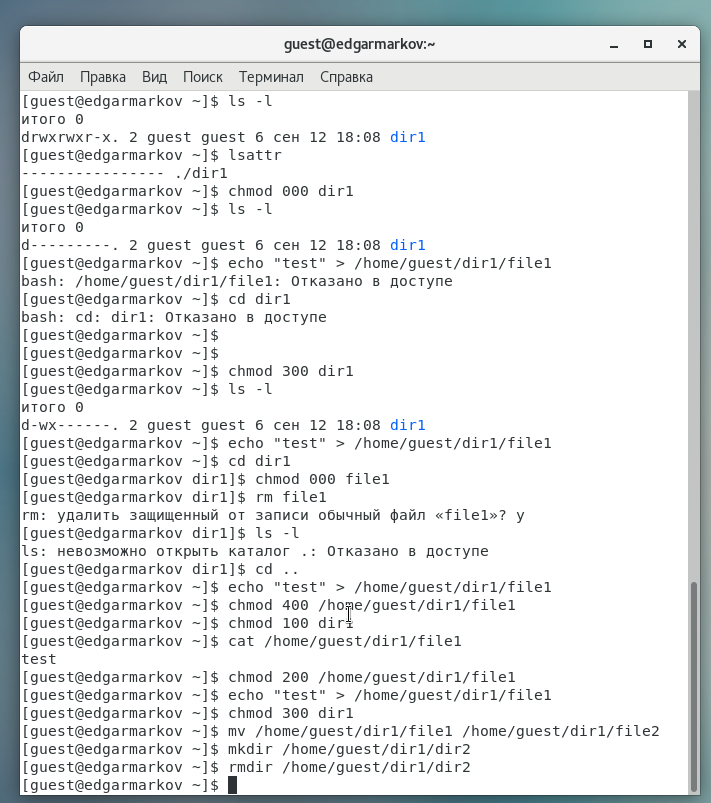 guest@edgarmarkov:~
Файл Правка Вид Поиск Терминал Справка
[guest@edgarmarkov ~]$ ls -l
итого 0
drwxrwxr-x. 2 guest guest 6 сен 12 18:08 dir1
[guest@edgarmarkov ~]$ lsattr
---------------- ./dir1
[guest@edgarmarkov ~]$ chmod 000 dir1
[guest@edgarmarkov ~]$ ls -l
итого 0
d---------. 2 guest guest 6 сен 12 18:08 dir1
[guest@edgarmarkov ~]$ echo "test" > /home/guest/dir1/file1
bash: /home/guest/dir1/file1: Отказано в доступе
[guest@edgarmarkov ~]$ cd dir1
bash: cd: dir1: Отказано в доступе
[guest@edgarmarkov ~]$
[guest@edgarmarkov ~]$
[guest@edgarmarkov ~]$ chmod 300 dir1
[guest@edgarmarkov ~]$ ls -l
итого 0
d-wx------. 2 guest guest 6 сен 12 18:08 dir1
[guest@edgarmarkov ~]$ echo "test" > /home/guest/dir1/file1
[guest@edgarmarkov ~]$ cd dir1
[guest@edgarmarkov dir1]$ chmod 000 file1
[guest@edgarmarkov dir1]$ rm file1
rm: удалить защищенный от записи обычный файл «file1»? y
[guest@edgarmarkov dir1]$ ls -l
ls: невозможно открыть каталог .: Отказано в доступе
[guest@edgarmarkov dir1]$ cd ..
[guest@edgarmarkov ~]$ echo "test" > /home/guest/dir1/file1
[guest@edgarmarkov ~]$ chmod 400 /home/guest/dir1/file1
[guest@edgarmarkov ~]$ chmod 100 dir1
[guest@edgarmarkov ~]$ cat /home/guest/dir1/file1
test
[guest@edgarmarkov ~]$ chmod 200 /home/guest/dir1/file1
[guest@edgarmarkov ~]$ echo "test" > /home/guest/dir1/file1
[guest@edgarmarkov ~]$ chmod 300 dir1
[guest@edgarmarkov ~]$ mv /home/guest/dir1/file1 /home/guest/dir1/file2
[guest@edgarmarkov ~]$ mkdir /home/guest/dir1/dir2
[guest@edgarmarkov ~]$ rmdir /home/guest/dir1/dir2
[guest@edgarmarkov ~]$